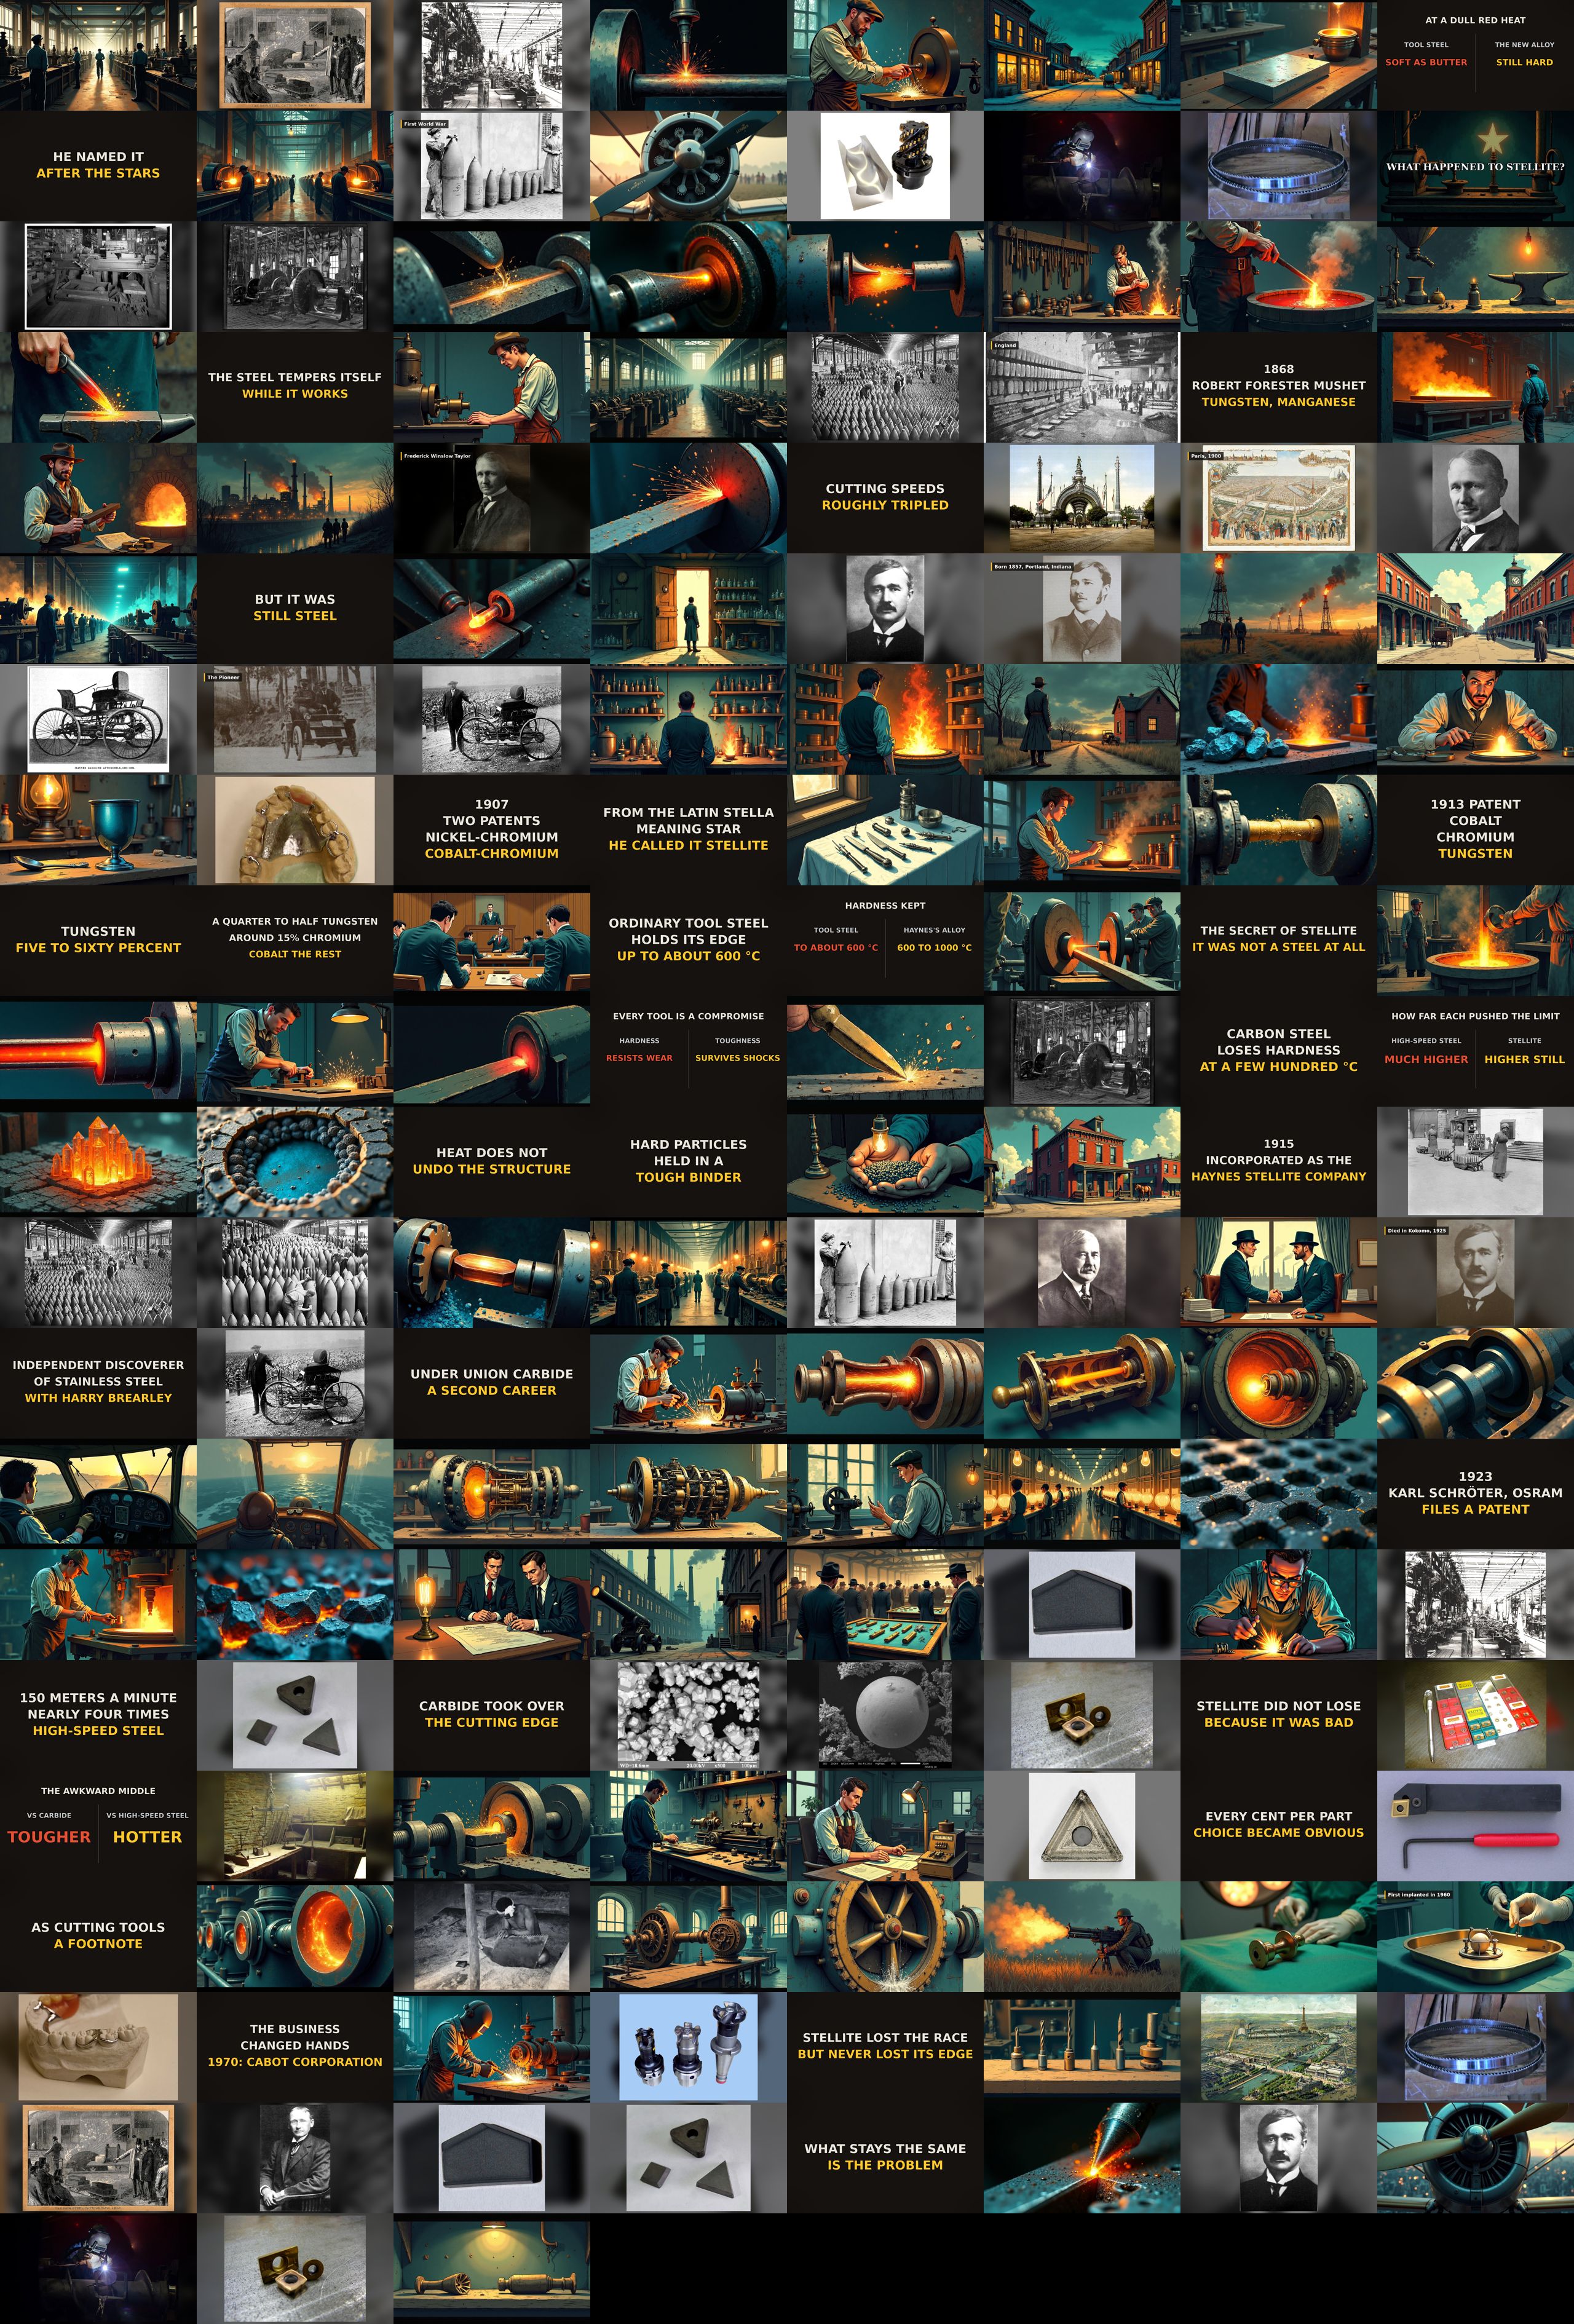 AT A DULL RED HEAT
TOOL STEEL
THE NEW ALLOY
SOFT AS BUTTER
STILL HARD
HE NAMED IT
AFTER THE STARS
First World War
WHAT HAPPENED TO STELLITE?
THE STEEL TEMPERS ITSELF
WHILE IT WORKS
England
1868
ROBERT FORESTER MUSHET
TUNGSTEN, MANGANESE
Frederick Winslow Taylor
CUTTING SPEEDS
ROUGHLY TRIPLED
Paris, 1900
BUT IT WAS
STILL STEEL
Born 1857, Portland, Indiana
The Pioneer
1907
TWO PATENTS
NICKEL-CHROMIUM
COBALT-CHROMIUM
FROM THE LATIN STELLA
MEANING STAR
HE CALLED IT STELLITE
1913 PATENT
COBALT
CHROMIUM
TUNGSTEN
TUNGSTEN
FIVE TO SIXTY PERCENT
A QUARTER TO HALF TUNGSTEN
AROUND 15% CHROMIUM
COBALT THE REST
ORDINARY TOOL STEEL
HOLDS ITS EDGE
UP TO ABOUT 600 °C
HARDNESS KEPT
TOOL STEEL
HAYNES'S ALLOY
TO ABOUT 600 °C
600 TO 1000 °C
THE SECRET OF STELLITE
IT WAS NOT A STEEL AT ALL
EVERY TOOL IS A COMPROMISE
HARDNESS
TOUGHNESS
RESISTS WEAR
SURVIVES SHOCKS
CARBON STEEL
LOSES HARDNESS
AT A FEW HUNDRED °C
HOW FAR EACH PUSHED THE LIMIT
HIGH-SPEED STEEL
STELLITE
MUCH HIGHER
HIGHER STILL
HEAT DOES NOT
UNDO THE STRUCTURE
HARD PARTICLES
HELD IN A
TOUGH BINDER
1915
INCORPORATED AS THE
HAYNES STELLITE COMPANY
Died in Kokomo, 1925
INDEPENDENT DISCOVERER
OF STAINLESS STEEL
WITH HARRY BREARLEY
UNDER UNION CARBIDE
A SECOND CAREER
1923
KARL SCHRÖTER, OSRAM
FILES A PATENT
150 METERS A MINUTE
NEARLY FOUR TIMES
HIGH-SPEED STEEL
CARBIDE TOOK OVER
THE CUTTING EDGE
STELLITE DID NOT LOSE
BECAUSE IT WAS BAD
THE AWKWARD MIDDLE
VS CARBIDE
VS HIGH-SPEED STEEL
TOUGHER
HOTTER
EVERY CENT PER PART
CHOICE BECAME OBVIOUS
AS CUTTING TOOLS
A FOOTNOTE
First implanted in 1960
THE BUSINESS
CHANGED HANDS
1970: CABOT CORPORATION
STELLITE LOST THE RACE
BUT NEVER LOST ITS EDGE
WHAT STAYS THE SAME
IS THE PROBLEM